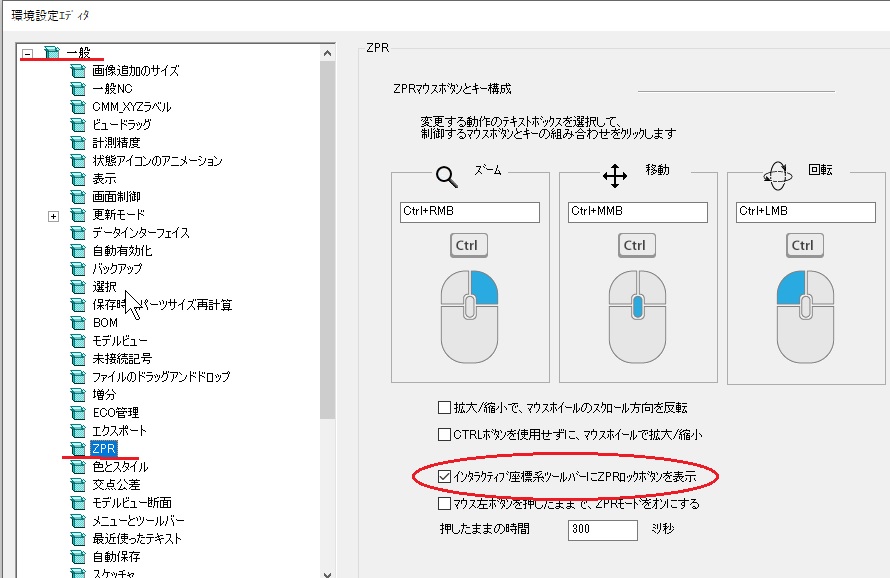 環境設定ｴﾃﾞｨﾀ
一般
画像追加のサイズ
一般NC
CMM_XYZラベル
ビュードラッグ
計測精度
状態アイコンのアニメーション
表示
画面制御
更新モード
データインターフェイス
自動有効化
バックアップ
選択
保存時 パーツサイズ再計算
BOM
モデルビュー
未接続記号
ファイルのドラッグアンドドロップ
増分
ECO管理
エクスポート
ZPR
色とスタイル
交点公差
モデルビュー断面
メニューとツールバー
最近使ったテキスト
自動保存
スケッチャ
ZPR
ZPRマウスボタンとキー構成
変更する動作のテキストボックスを選択して、
制御するマウスボタンとキーの組み合わせをクリックします
ズーム
移動
回転
Ctrl+RMB
Ctrl+MMB
Ctrl+LMB
Ctrl
Ctrl
Ctrl
拡大/縮小で、マウスホイールのスクロール方向を反転
CTRLボタンを使用せずに、マウスホイールで拡大/縮小
インタラクティブ座標系ツールバーにZPRロックボタンを表示
マウス左ボタンを押したままで、ZPRモードをオンにする
押したままの時間
300
ミリ秒